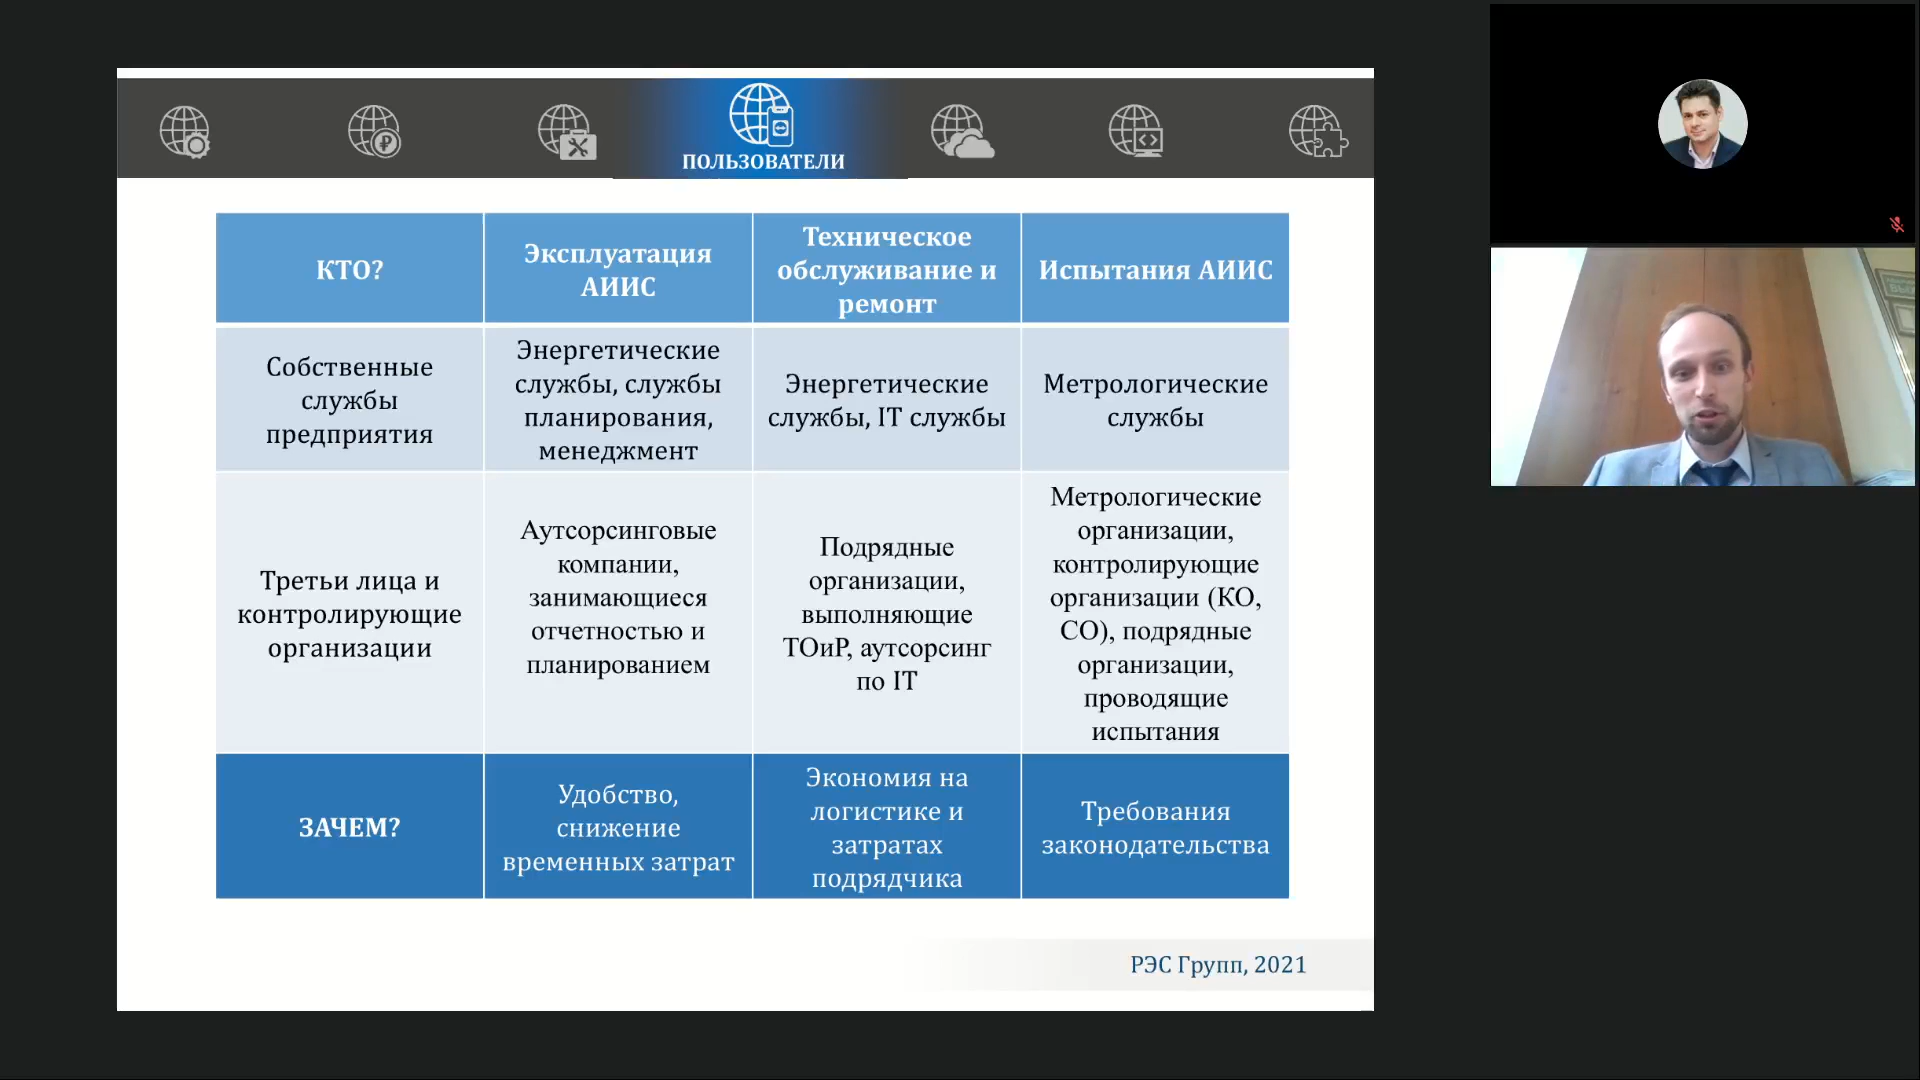 ПОЛЬЗОВАТЕЛИ
КТО?
Эксплуатация
АИИС
Техническое
обслуживание и
ремонт
Испытания АИИС
Собственные
службы
предприятия
Энергетические
службы, службы
планирования,
менеджмент
Энергетические
службы, IT службы
Метрологические
службы
Третьи лица и
контролирующие
организации
Аутсорсинговые
компании,
занимающиеся
отчетностью и
планированием
Подрядные
организации,
выполняющие
ТОиР, аутсорсинг
по IT
Метрологические
организации,
контролирующие
организации (КО,
СО), подрядные
организации,
проводящие
испытания
ЗАЧЕМ?
Удобство,
снижение
временных затрат
Экономия на
логистике и
затратах
подрядчика
Требования
законодательства
РЭС Групп, 2021